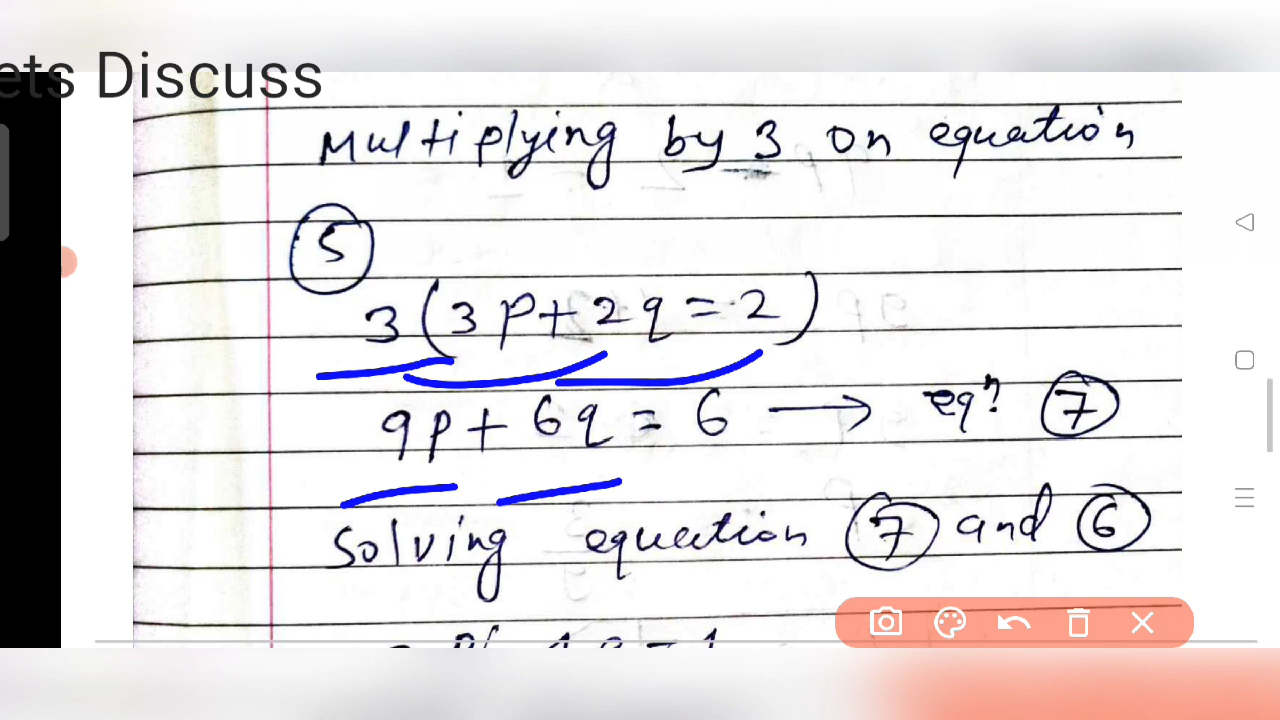 ets Discuss
Multiplying by 3 on equation
5
3(3p+2q=2)
9p+6q=6 → eqn. 7
Solving equation 7 and 6